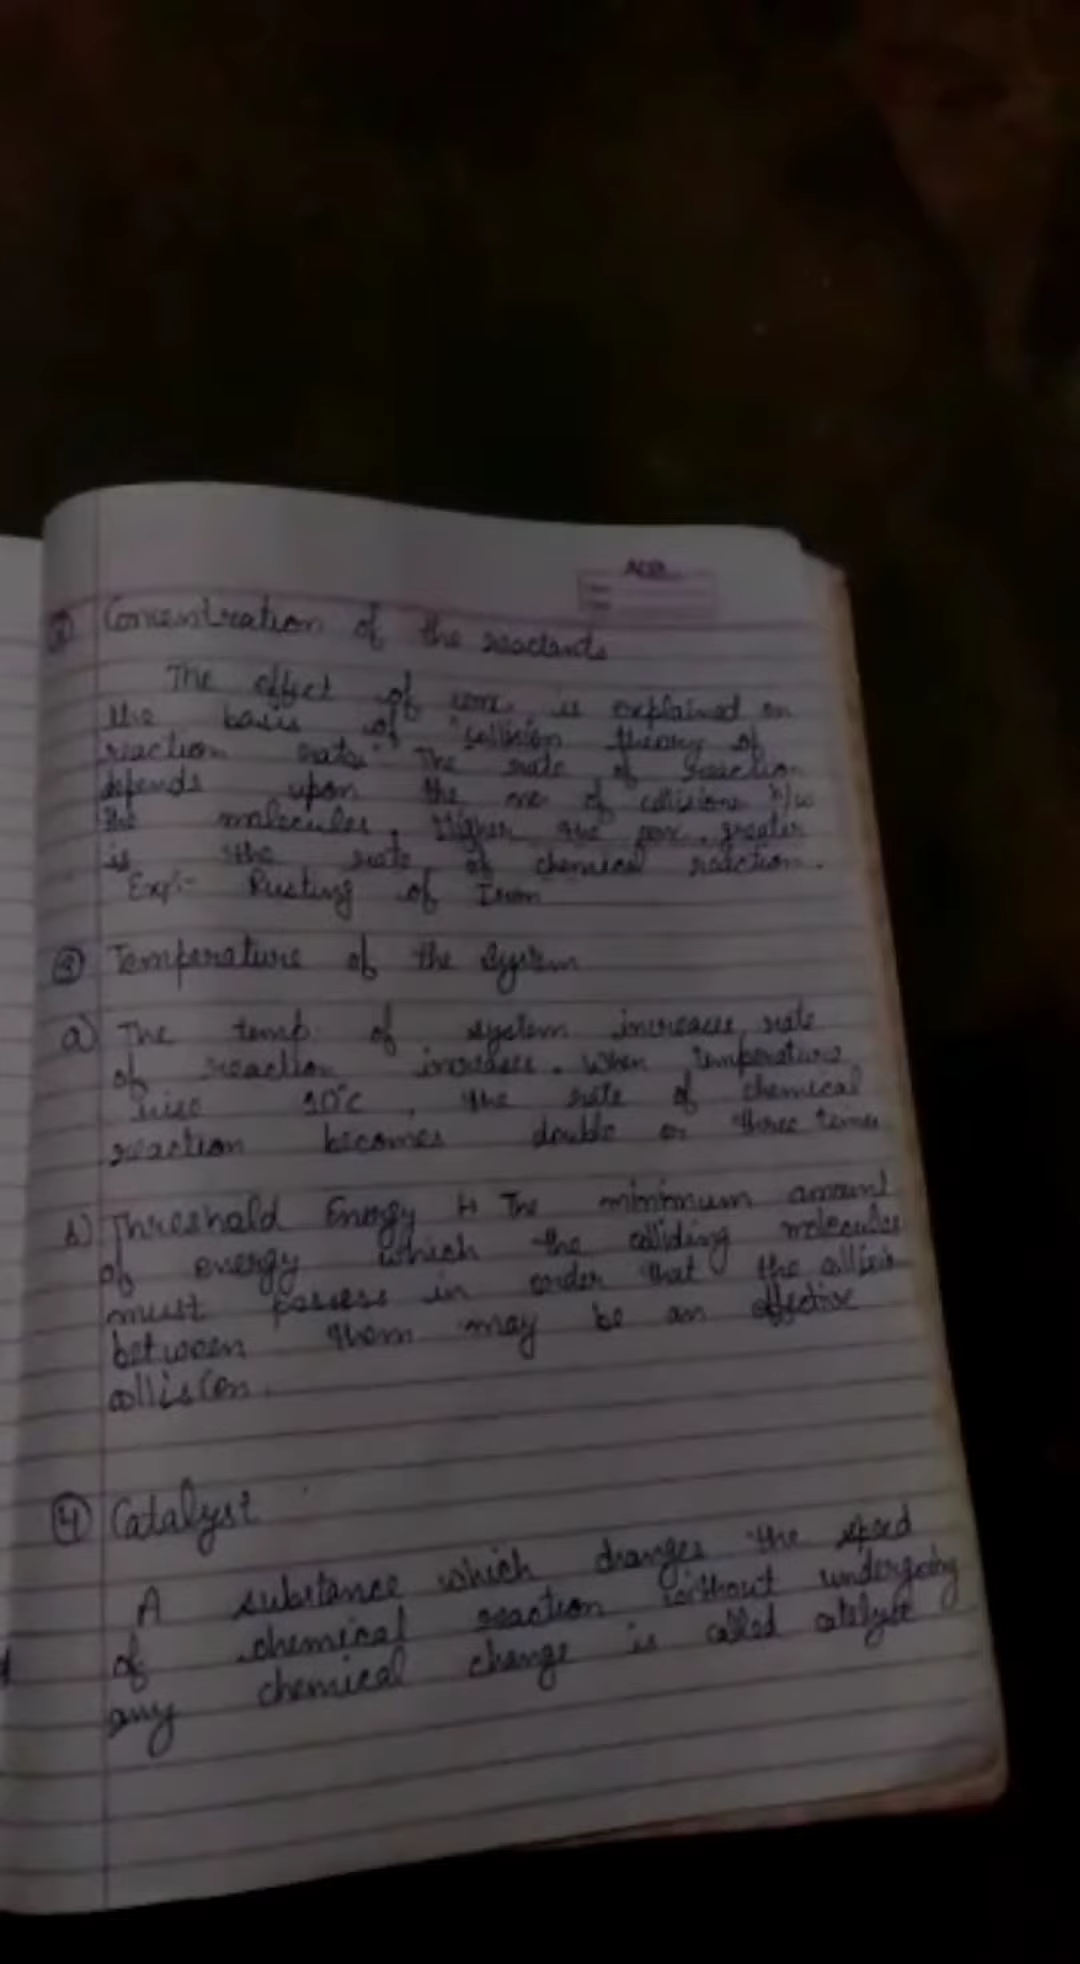 ② Concentration of the reactants
The effect of conc. is explained on
the basis of "collision theory of
reaction rate." The rate of reaction
depends upon the no. of collisions b/w
the molecules. Higher the con. greater
is the rate of chemical reaction.
Exp:- Rusting of Iron
③ Temperature of the System
a) The temp. of system increases, rate
of reaction increases. When temperature
rise 10°C, the rate of chemical
reaction becomes double or three times
b) Threshold Energy :- The minimum amount
of energy which the colliding molecules
must possess in order that the
between them may be an effective
collision.
④ Catalyst
A substance which changes the speed
of chemical reaction without undergoing
any chemical change is called catalyst